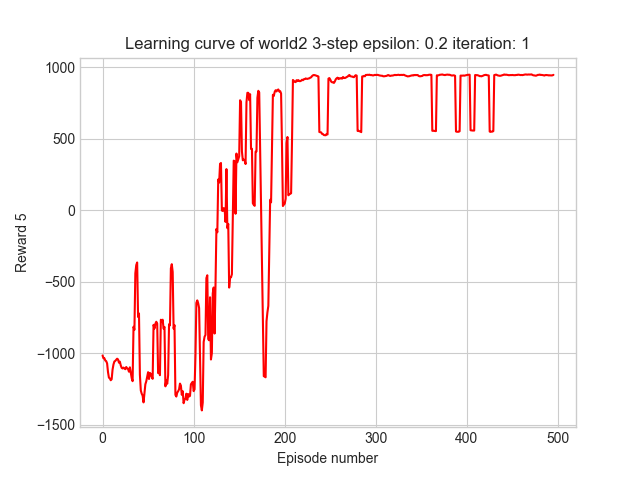 Learning curve of world2 3-step epsilon: 0.2 iteration: 1
1000
500
0
−500
−1000
−1500
Reward 5
0 100 200 300 400 500
Episode number